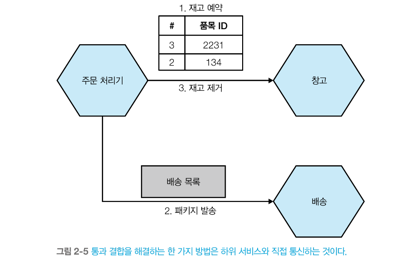 1. 재고 예약
# 품목 ID
3 2231
2 134
주문 처리기
창고
3. 재고 제거
배송 목록
배송
2. 패키지 발송
그림 2-5 통과 결합을 해결하는 한 가지 방법은 하위 서비스와 직접 통신하는 것이다.